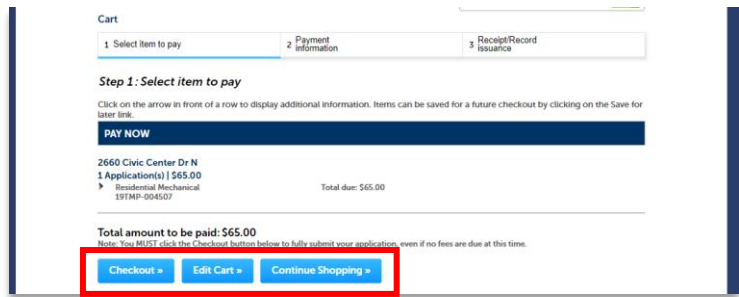 Cart
1 Select item to pay
2 Payment information
3 Receipt/Record issuance
Step 1: Select item to pay
Click on the arrow in front of a row to display additional information. Items can be saved for a future checkout by clicking on the Save for
later link.
PAY NOW
2660 Civic Center Dr N
1 Application(s) | $65.00
Residential Mechanical Total due: $65.00
19TMP-004507
Total amount to be paid: $65.00
Note: You MUST click the Checkout button below to fully submit your application, even if no fees are due at this time.
Checkout » Edit Cart » Continue Shopping »